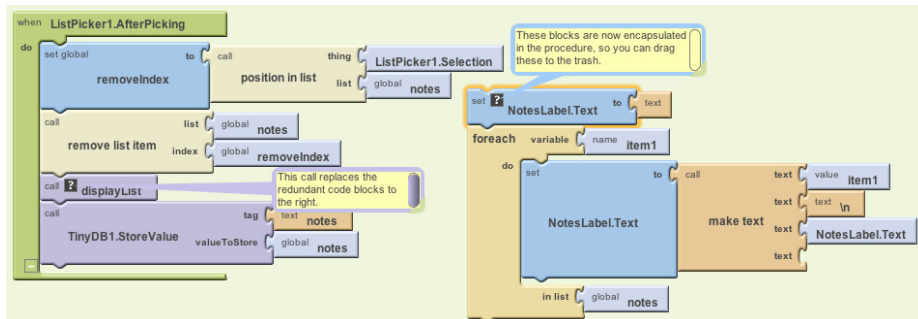 when ListPicker1.AfterPicking
do
set global removeIndex to
call position in list
thing ListPicker1.Selection
list global notes
call remove list item
list global notes
index global removeIndex
call ? displayList
This call replaces the
redundant code blocks to
the right.
call TinyDB1.StoreValue
tag text notes
valueToStore global notes
These blocks are now encapsulated
in the procedure, so you can drag
these to the trash.
set ? NotesLabel.Text to text
foreach variable name item1
do
set NotesLabel.Text to
call make text
text value item1
text text \n
text NotesLabel.Text
text
in list global notes